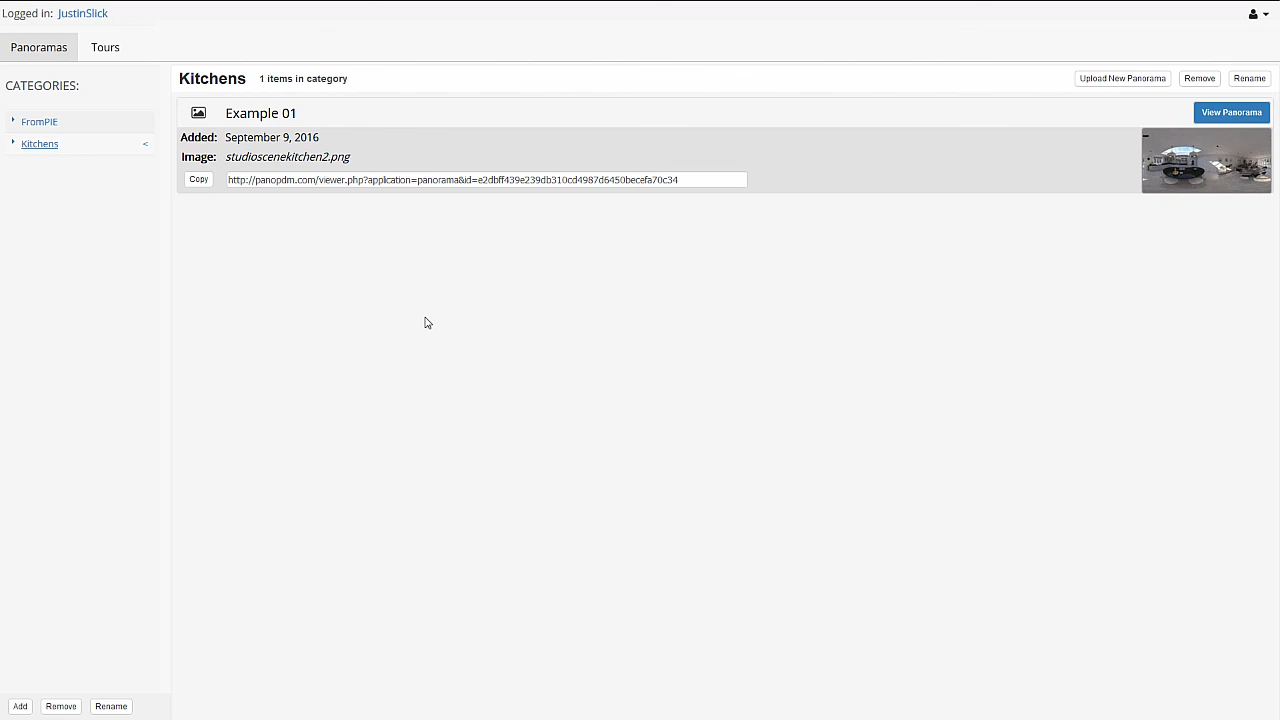 Logged in: JustinSlick
Panoramas Tours
CATEGORIES:
FromPIE
Kitchens <
Kitchens 1 items in category Upload New Panorama Remove Rename
Example 01 View Panorama
Added: September 9, 2016
Image: studioscenekitchen2.png
Copy http://panopdm.com/viewer.php?application=panorama&id=e2dbff439e239db310cd4987d6450becefa70c34
Add Remove Rename